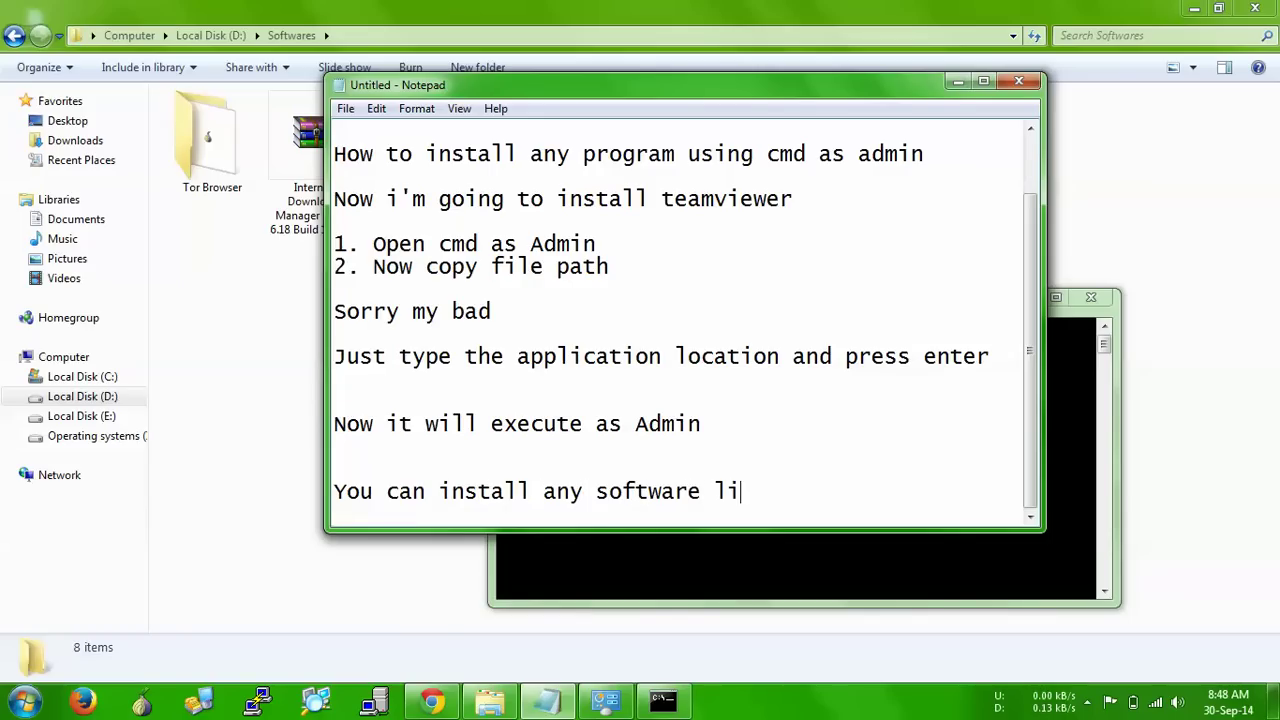 Computer
Local Disk (D:)
Softwares
Search Softwares
Organize
Include in library
Share with
Slide show
Burn
New folder
Untitled - Notepad
File
Edit
Format
View
Help
How to install any program using cmd as admin
Now i'm going to install teamviewer
1. Open cmd as Admin
2. Now copy file path
Sorry my bad
Just type the application location and press enter
Now it will execute as Admin
You can install any software li
Favorites
Desktop
Downloads
Recent Places
Libraries
Documents
Music
Pictures
Videos
Homegroup
Computer
Local Disk (C:)
Local Disk (D:)
Local Disk (E:)
Operating systems (
Network
Tor Browser
Intern
Download
Manager
6.18 Build
8 items
C:\
U:
D:
0.00 kB/s
0.13 kB/s
8:48 AM
30-Sep-14